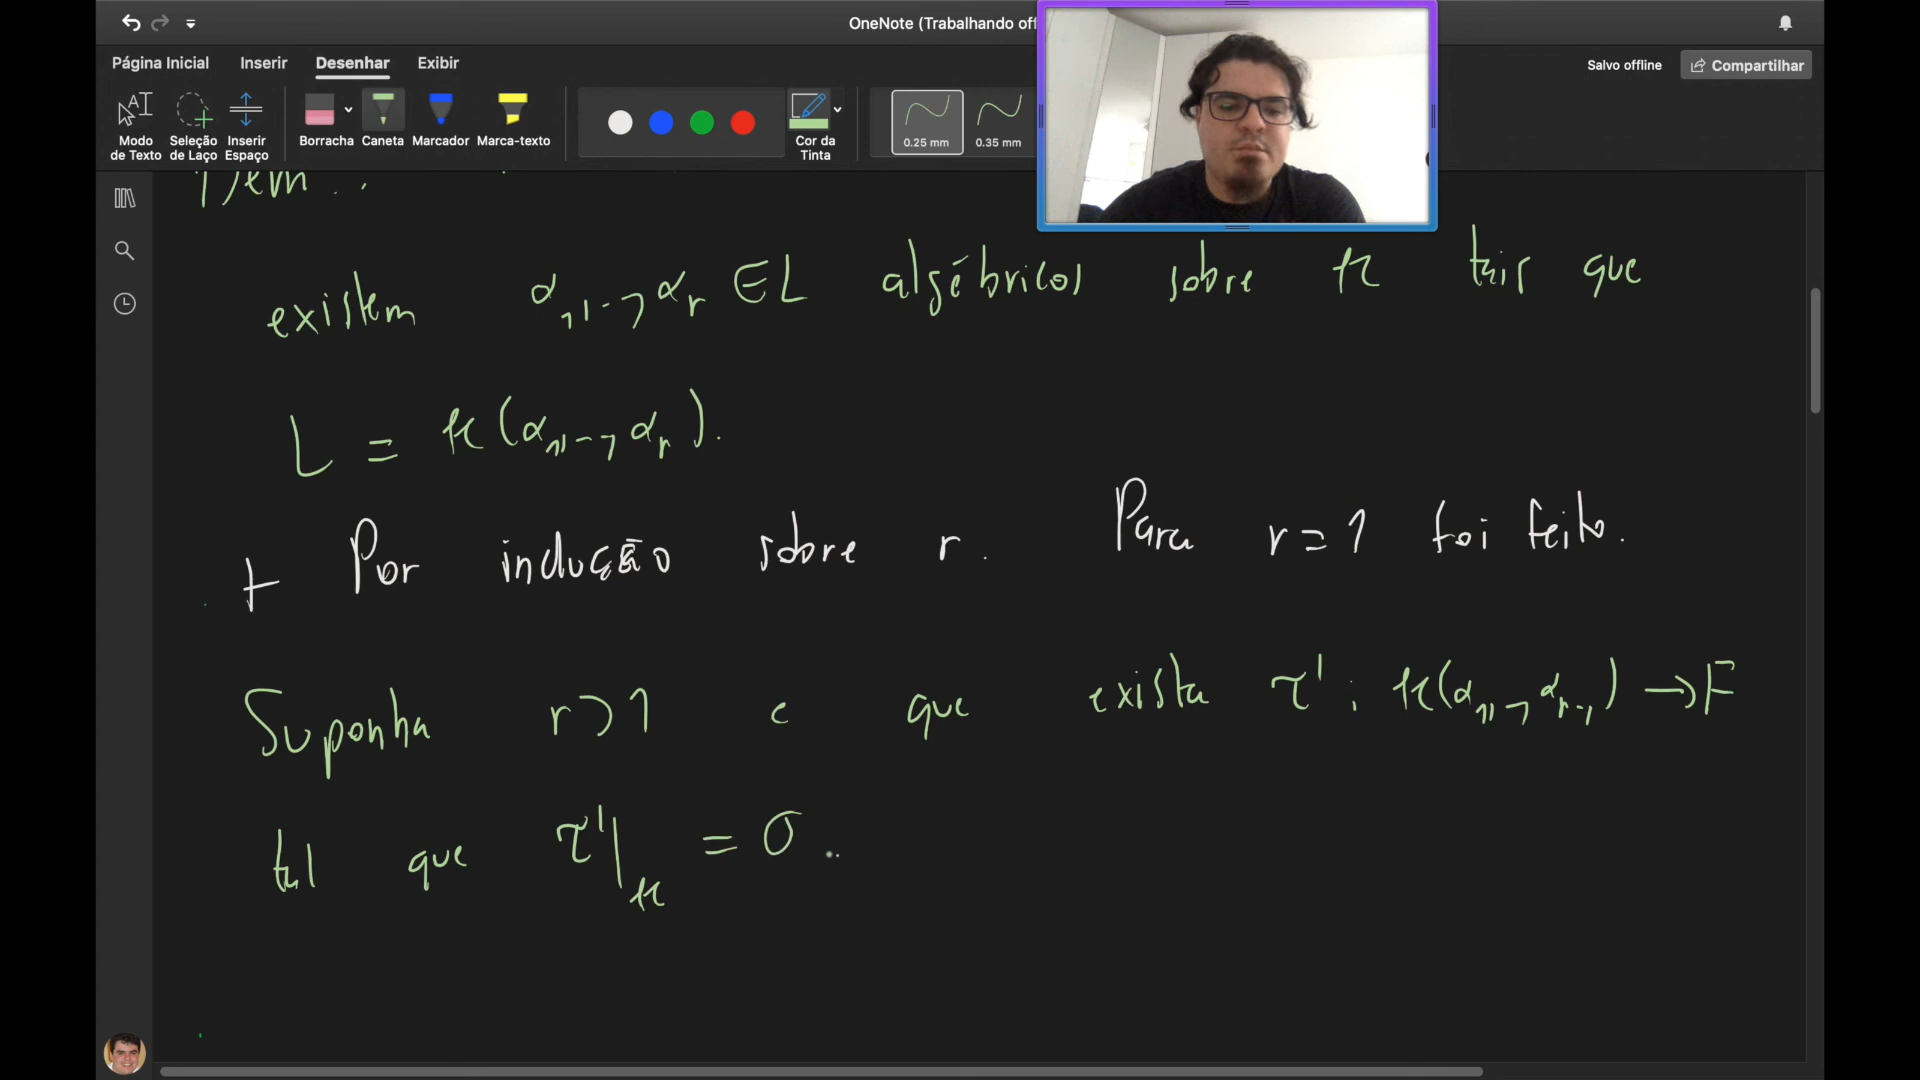 OneNote (Trabalhando off
Página Inicial Inserir Desenhar Exibir
Salvo offline Compartilhar
Modo de Texto Seleção de Laço Inserir Espaço Borracha Caneta Marcador Marca-texto Cor da Tinta 0.25 mm 0.35 mm
Dem.:
existem α₁,..,αᵣ ∈ L algébricos sobre K tais que
L = K(α₁,..,αᵣ).
+ Por indução sobre r. Para r = 1 foi feito.
Suponha r > 1 e que exista τ' : K(α₁,..,αᵣ₋₁) → F
tal que τ'|_K = σ.